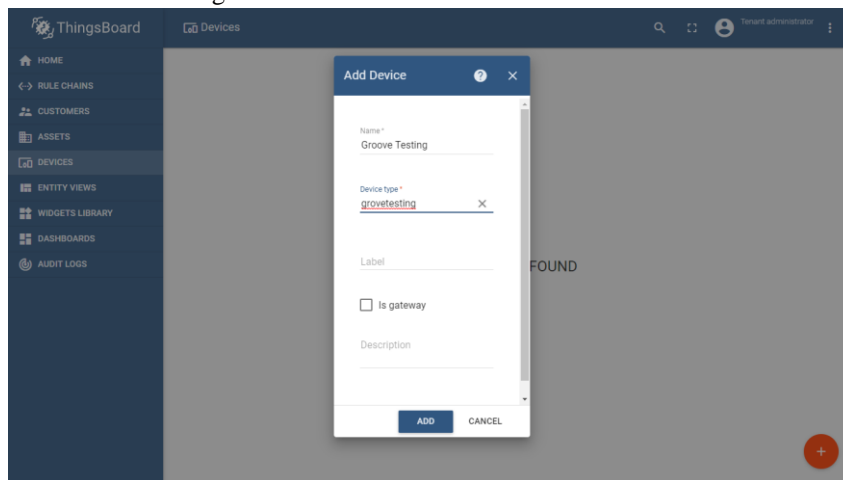 ThingsBoard
Devices
Tenant administrator
HOME
RULE CHAINS
CUSTOMERS
ASSETS
DEVICES
ENTITY VIEWS
WIDGETS LIBRARY
DASHBOARDS
AUDIT LOGS
Add Device
Name*
Groove Testing
Device type*
grovetesting
Label
Is gateway
Description
ADD CANCEL
FOUND